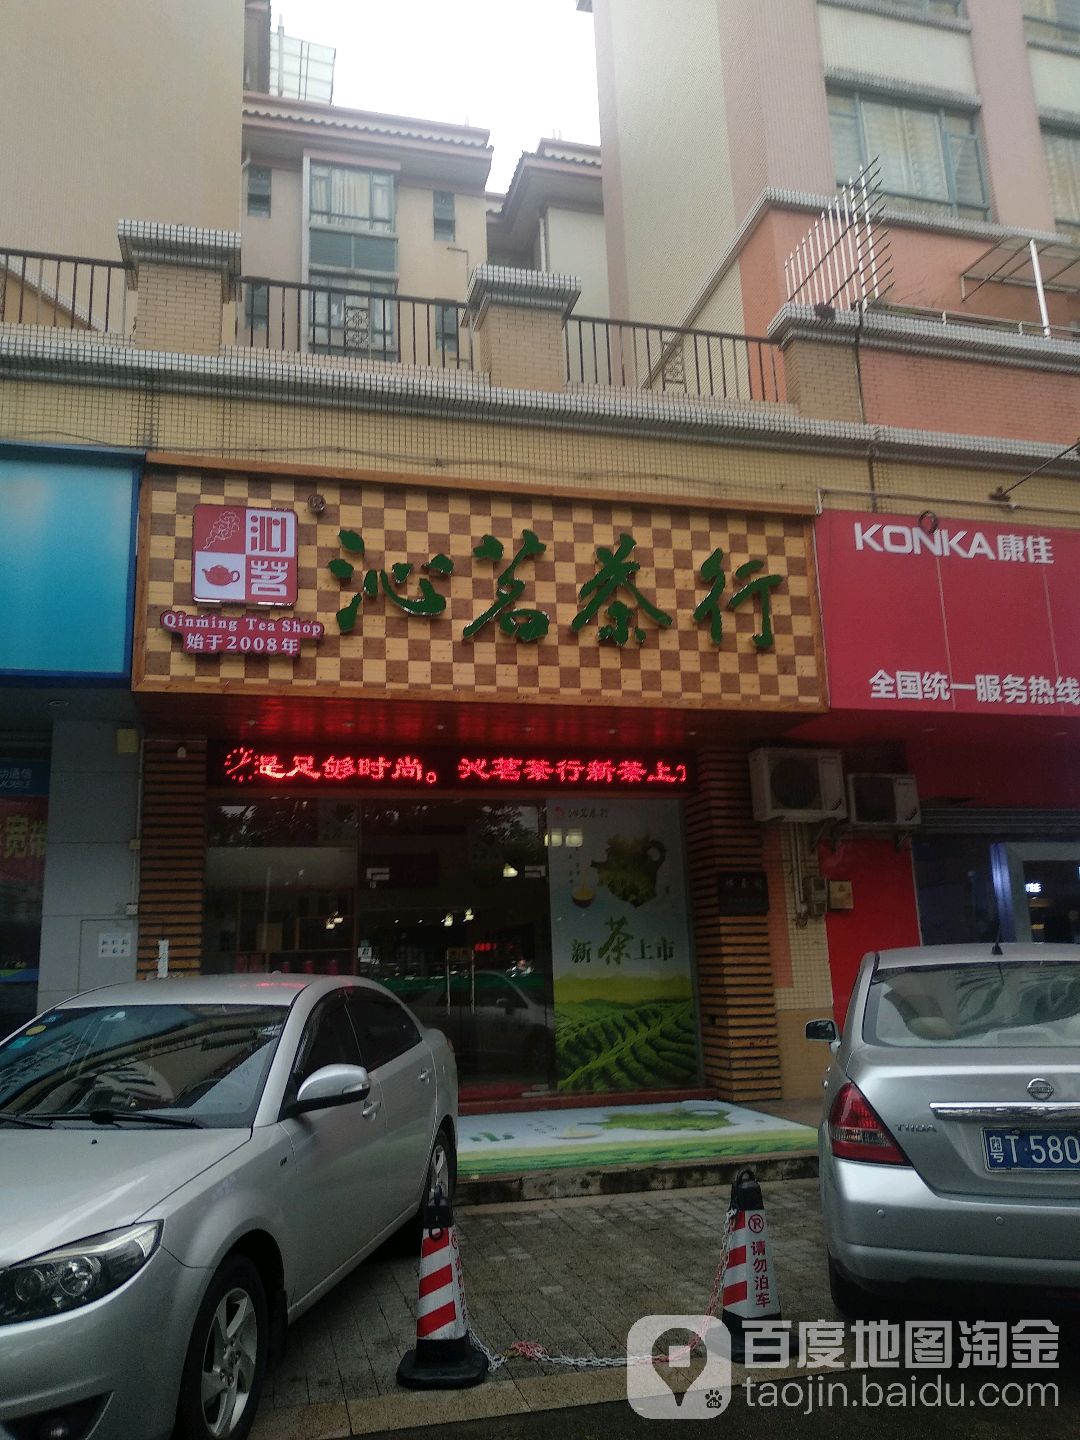 沁茗
Qinming Tea Shop
始于2008年
沁茗茶行
KONKA康佳
全国统一服务热线
是足够时尚。沁茗茶行新茶上
沁茗茶行
新茶上市
TIIDA
粤T·580
请勿泊车
百度地图淘金
taojin.baidu.com